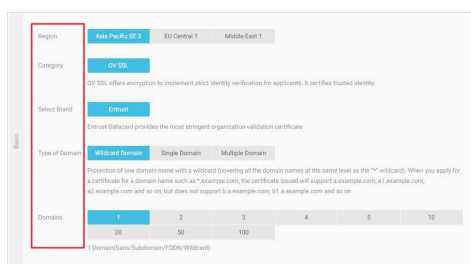 Region Asia Pacific SE 2 EU Central 1 Middle East 1
Category OV SSL
OV SSL offers encryption to implement strict identity verification for applicants. It certifies trusted identity.
Select Brand Entrust
Entrust Datacard provides the most stringent organization validation certificate
Basic
Type of Domain Wildcard Domain Single Domain Multiple Domain
Protection of one domain name with a wildcard (covering all the domain names at the same level as the "*" wildcard). When you apply for
a certificate for a domain name such as *.example.com, the certificate issued will support a.example.com, a1.example.com,
a2.example.com and so on, but does not support b.a.example.com, b1.a.example.com and so on
Domains 1 2 3 4 5 10
20 50 100
1 Domain(Sans/Subdomain/FQDN/Wildcard)